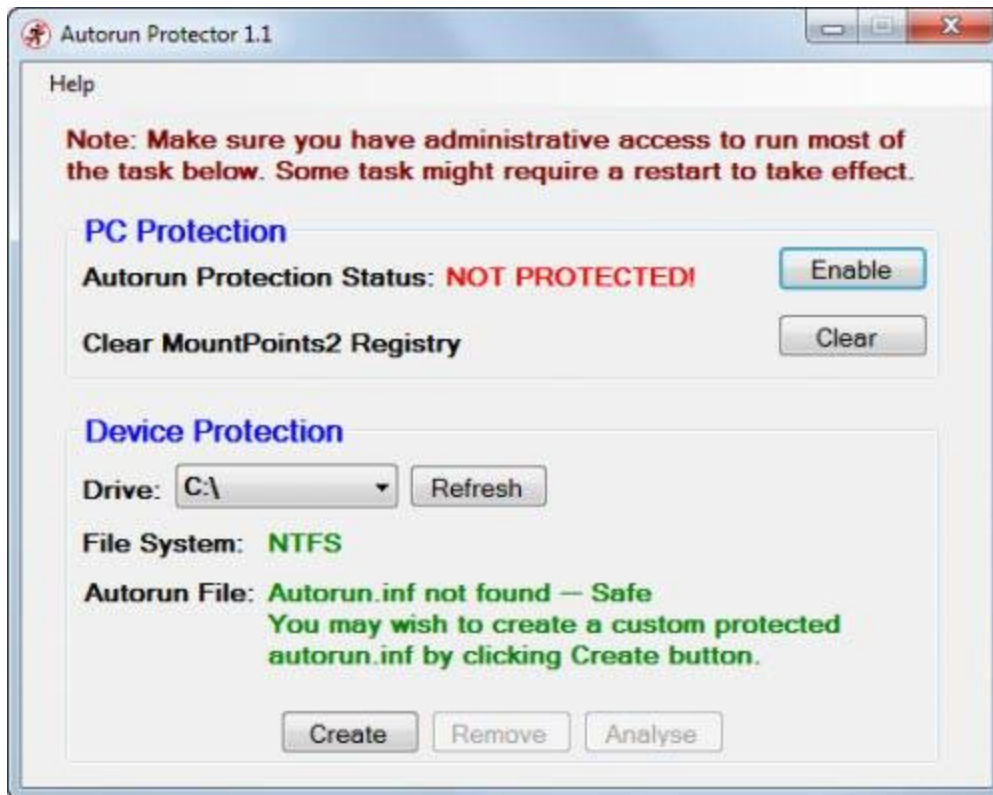 Autorun Protector 1.1
Help
Note: Make sure you have administrative access to run most of
the task below. Some task might require a restart to take effect.
PC Protection
Autorun Protection Status: NOT PROTECTED! Enable
Clear MountPoints2 Registry Clear
Device Protection
Drive: C:\ Refresh
File System: NTFS
Autorun File: Autorun.inf not found – Safe
You may wish to create a custom protected
autorun.inf by clicking Create button.
Create Remove Analyse